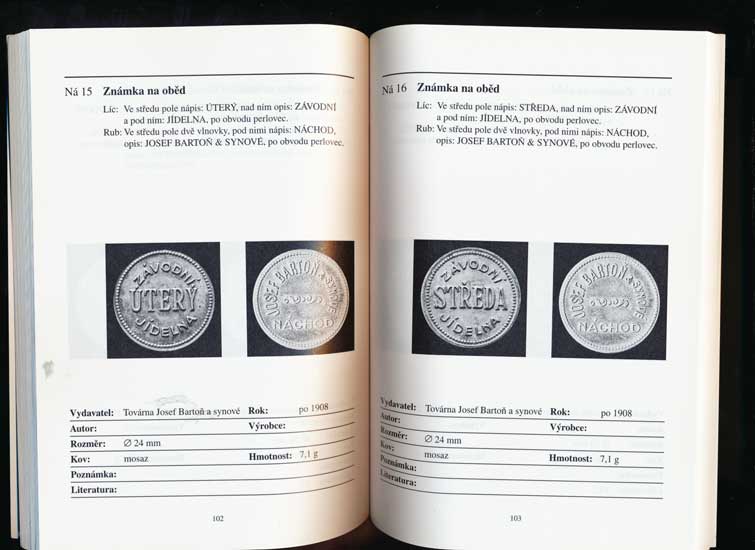 Ná 15 Známka na oběd
Líc: Ve středu pole nápis: ÚTERÝ, nad ním opis: ZÁVODNÍ
a pod ním: JÍDELNA, po obvodu perlovec.
Rub: Ve středu pole dvě vlnovky, pod nimi nápis: NÁCHOD,
opis: JOSEF BARTOŇ & SYNOVÉ, po obvodu perlovec.
ZÁVODNÍ
ÚTERÝ
JÍDELNA
JOSEF BARTOŇ & SYNOVÉ
NÁCHOD
Vydavatel: Továrna Josef Bartoň a synové Rok: po 1908
Autor: Výrobce:
Rozměr: ∅ 24 mm
Kov: mosaz Hmotnost: 7,1 g
Poznámka:
Literatura:
102
Ná 16 Známka na oběd
Líc: Ve středu pole nápis: STŘEDA, nad ním opis: ZÁVODNÍ
a pod ním: JÍDELNA, po obvodu perlovec.
Rub: Ve středu pole dvě vlnovky, pod nimi nápis: NÁCHOD,
opis: JOSEF BARTOŇ & SYNOVÉ, po obvodu perlovec.
ZÁVODNÍ
STŘEDA
JÍDELNA
JOSEF BARTOŇ & SYNOVÉ
NÁCHOD
Vydavatel: Továrna Josef Bartoň a synové Rok: po 1908
Autor: Výrobce:
Rozměr: ∅ 24 mm
Kov: mosaz Hmotnost: 7,1 g
Poznámka:
Literatura:
103